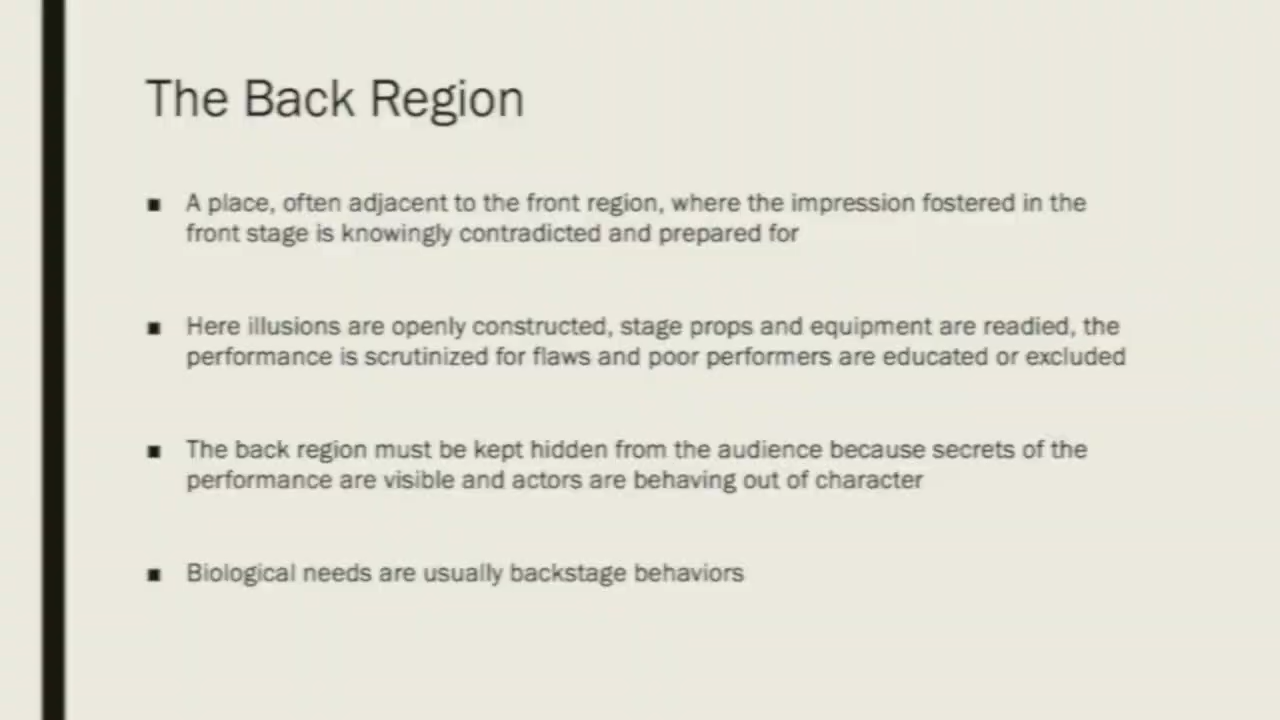 The Back Region
▪ A place, often adjacent to the front region, where the impression fostered in the
front stage is knowingly contradicted and prepared for
▪ Here illusions are openly constructed, stage props and equipment are readied, the
performance is scrutinized for flaws and poor performers are educated or excluded
▪ The back region must be kept hidden from the audience because secrets of the
performance are visible and actors are behaving out of character
▪ Biological needs are usually backstage behaviors